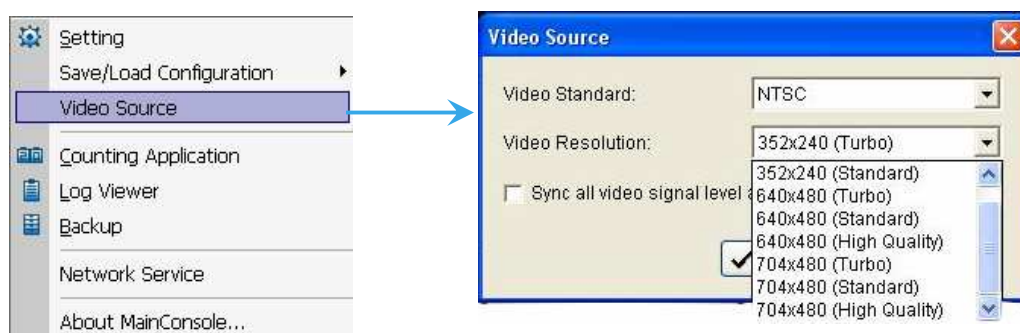 Setting
Save/Load Configuration
Video Source
Counting Application
Log Viewer
Backup
Network Service
About MainConsole...
Video Source
Video Standard:
NTSC
Video Resolution:
352x240 (Turbo)
352x240 (Standard)
Sync all video signal level
640x480 (Turbo)
640x480 (Standard)
640x480 (High Quality)
704x480 (Turbo)
704x480 (Standard)
704x480 (High Quality)